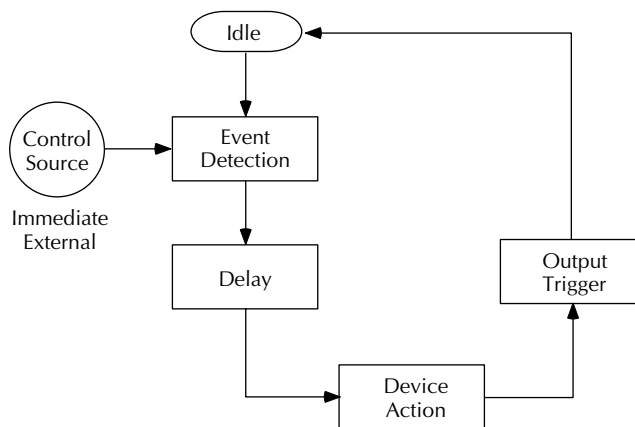 Idle
Control
Source
Immediate
External
Event
Detection
Delay
Device
Action
Output
Trigger